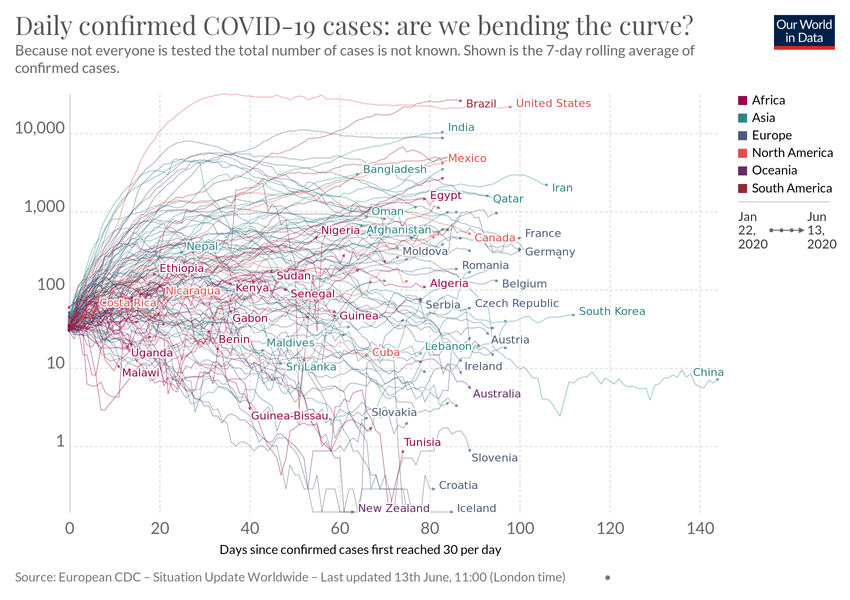 Daily confirmed COVID-19 cases: are we bending the curve?
Because not everyone is tested the total number of cases is not known. Shown is the 7-day rolling average of
confirmed cases.
Our World
in Data
Africa
Asia
Europe
North America
Oceania
South America
Jan
22,
2020
Jun
13,
2020
10,000
1,000
100
10
1
Brazil
United States
India
Mexico
Bangladesh
Iran
Egypt
Qatar
Oman
Nigeria
Afghanistan
Canada
France
Nepal
Moldova
Germany
Ethiopia
Sudan
Romania
Nicaragua
Kenya
Senegal
Algeria
Belgium
Costa Rica
Serbia
Czech Republic
South Korea
Gabon
Guinea
Benin
Maldives
Lebanon
Austria
Uganda
Cuba
Malawi
Sri Lanka
Ireland
China
Australia
Guinea-Bissau
Slovakia
Tunisia
Slovenia
Croatia
New Zealand
Iceland
0
20
40
60
80
100
120
140
Days since confirmed cases first reached 30 per day
Source: European CDC – Situation Update Worldwide – Last updated 13th June, 11:00 (London time)